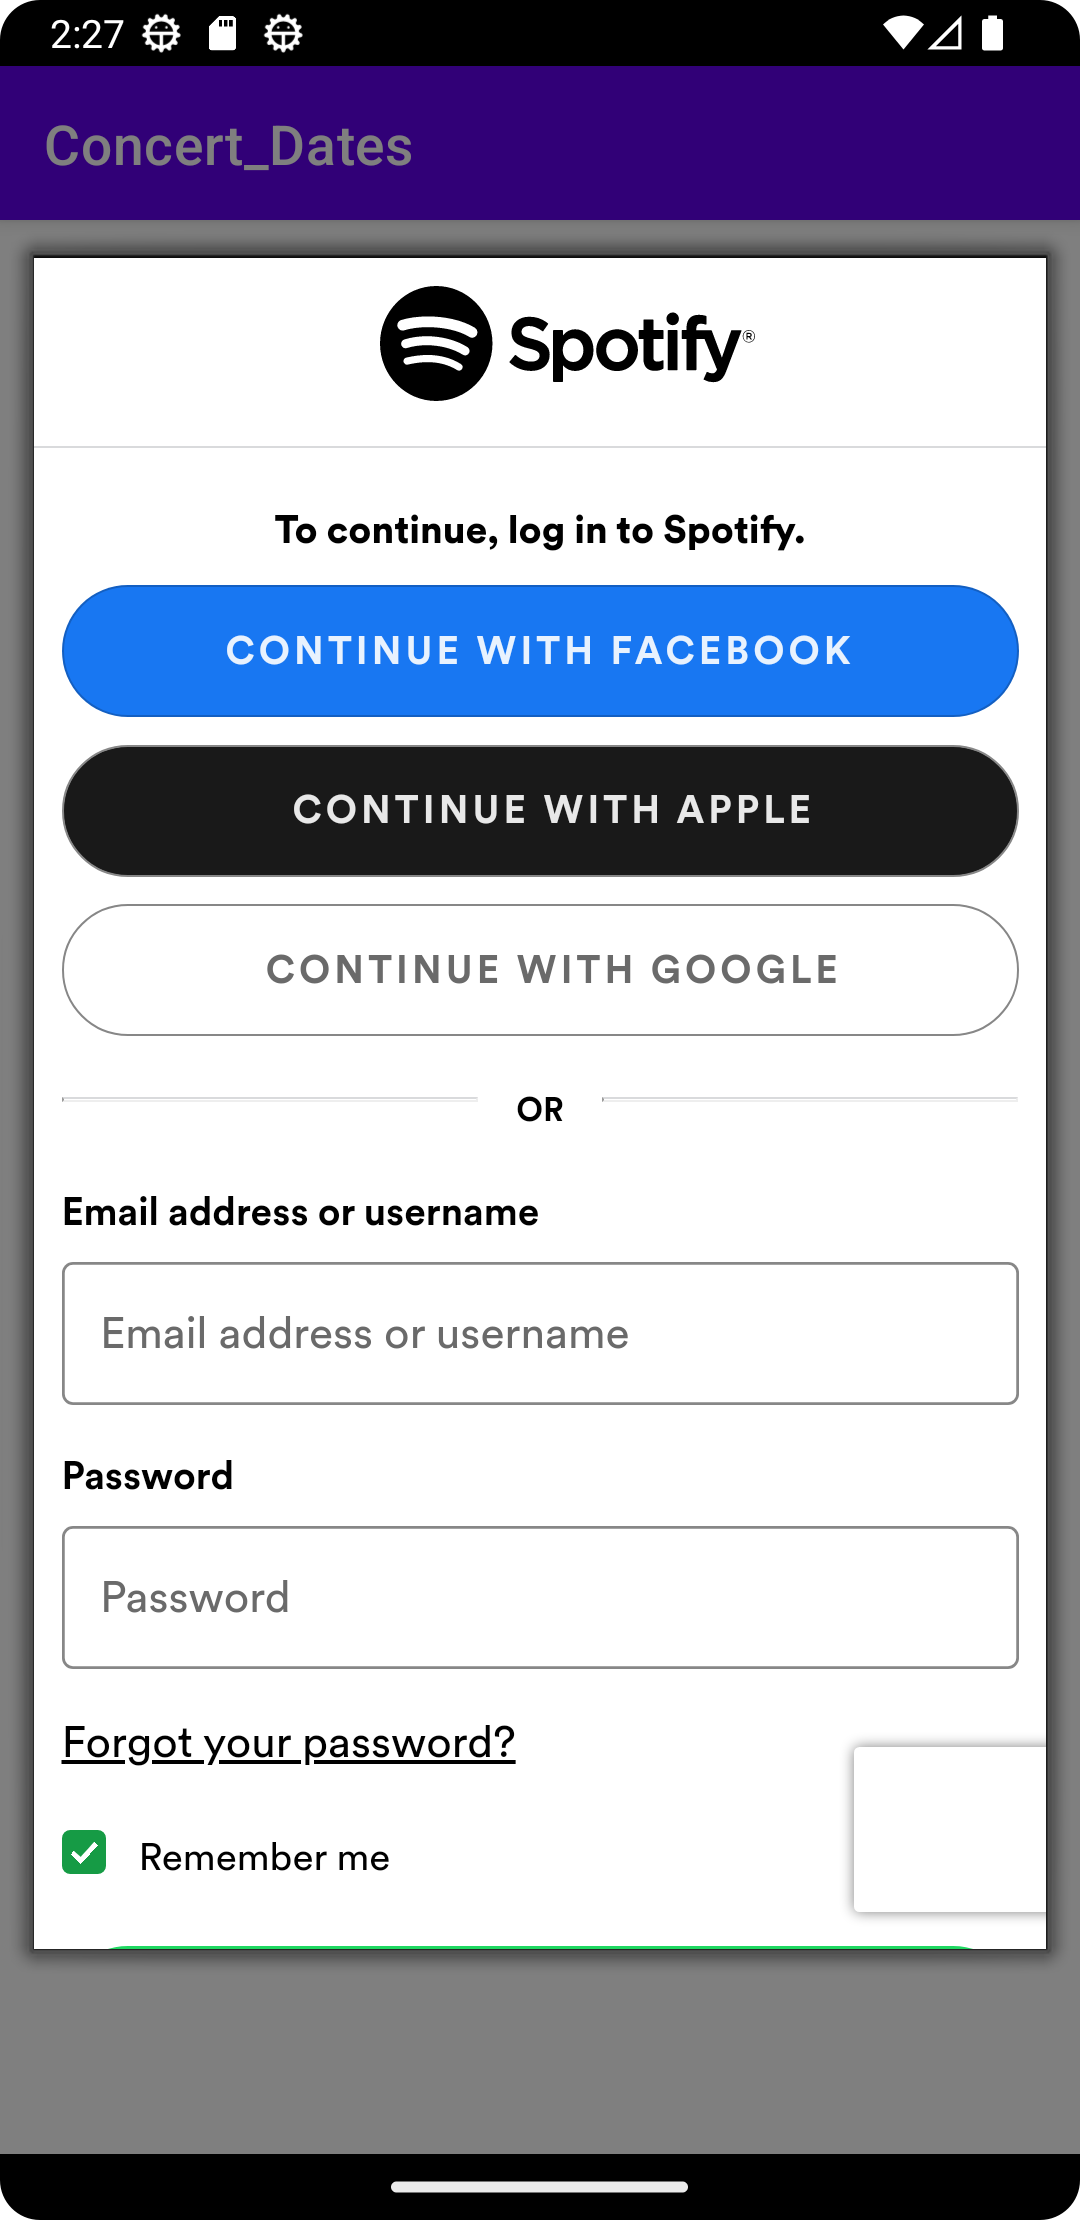 2:27
Concert_Dates
Spotify®
To continue, log in to Spotify.
CONTINUE WITH FACEBOOK
CONTINUE WITH APPLE
CONTINUE WITH GOOGLE
OR
Email address or username
Email address or username
Password
Password
Forgot your password?
Remember me